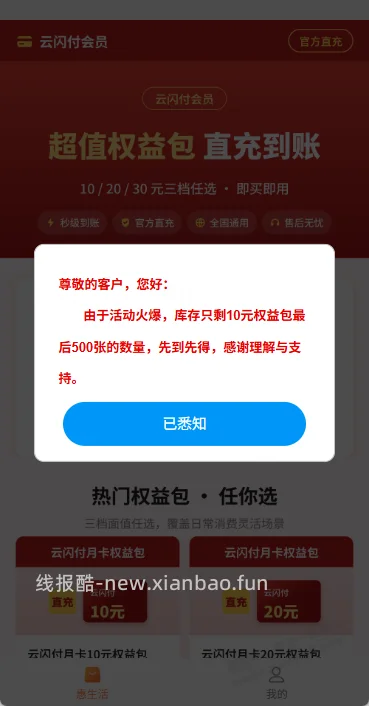 云闪付会员
官方直充
云闪付会员
超值权益包 直充到账
10 / 20 / 30 元三档任选 • 即买即用
秒级到账 官方直充 全国通用 售后无忧
尊敬的客户，您好：
由于活动火爆，库存只剩10元权益包最
后500张的数量，先到先得，感谢理解与支
持。
已悉知
热门权益包 • 任你选
三档面值任选，覆盖日常消费灵活场景
云闪付月卡权益包
云闪付月卡权益包
线报酷-new.xianbao.fun
直充
云闪付
10元
直充
云闪付
20元
云闪付月卡10元权益包
云闪付月卡20元权益包
惠生活
我的